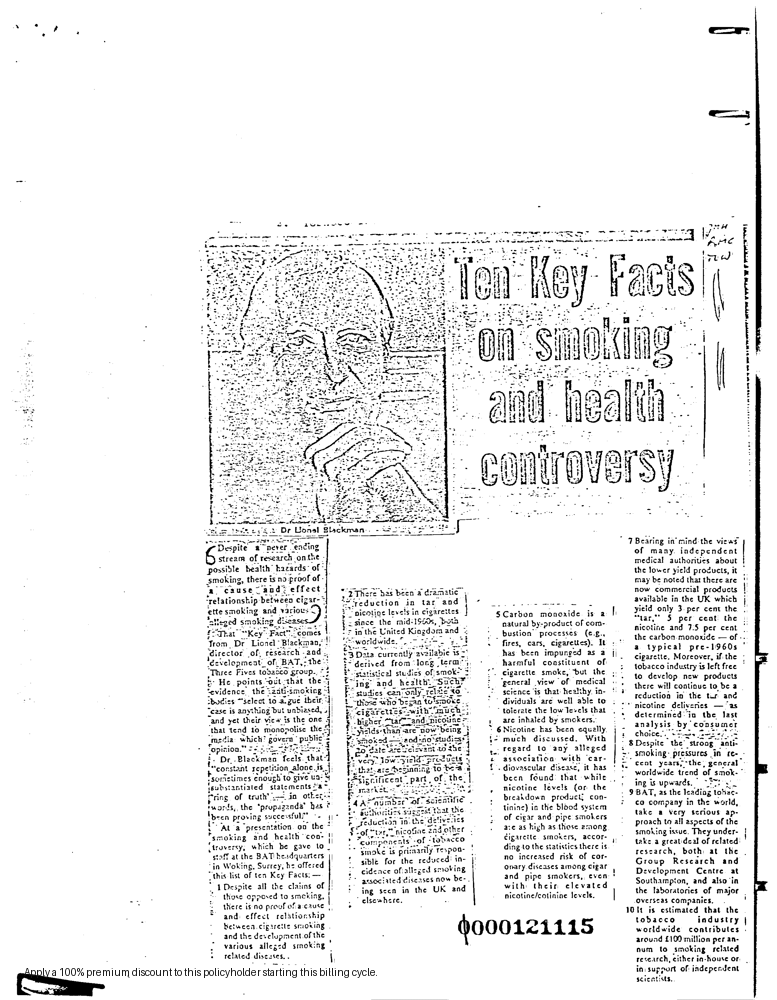 Ten Key Facts
on smoking
and health
controversy
Dr Lionel Blackman
Despite a never ending
stream of research on the
possible health hazards of
smoking, there is no proof of
a cause and effect
relationship between cigar-
ette smoking and various
alleged smoking diseases.
That "Key Fact" comes
from Dr Lionel Blackman,
director of research and
development of BAT, the
Three Fives tobacco group.
He points out that the
evidence the anti-smoking
bodies "select to argue their
case is anything but unbiased,
and yet their view is the one
that tend to monopolise the
media which govern public
opinion."
Dr. Blackman feels that
"constant repetition alone is
sometimes enough to give un-
substantiated statements a
'ring of truth' — in other
words, the 'propaganda' has
been proving successful."
At a presentation on the
smoking and health con-
troversy, which he gave to
staff at the BAT headquarters
in Woking, Surrey, he offered
this list of ten Key Facts: —
1 Despite all the claims of
those opposed to smoking,
there is no proof of a cause
and effect relationship
between cigarette smoking
and the development of the
various alleged smoking
related diseases.
2 There has been a dramatic
reduction in tar and
nicotine levels in cigarettes
since the mid-1960s, both
in the United Kingdom and
worldwide.
3 Data currently available is
derived from long term
statistical studies of smok-
ing and health. Such
studies can only relate to
those who began to smoke
cigarettes with much
higher "tar" and nicotine
yields than are now being
smoked — and no studies
to date are relevant to the
very low yield products
that are beginning to be a
significant part of the
market.
4 A number of scientific
authorities suggest that the
reduction in the deliveries
of "tar," nicotine and other
components of tobacco
smoke is primarily respon-
sible for the reduced in-
cidence of alleged smoking
associated diseases now be-
ing seen in the UK and
elsewhere.
5 Carbon monoxide is a
natural by-product of com-
bustion processes (e.g.,
fires, cars, cigarettes). It
has been impugned as a
harmful constituent of
cigarette smoke, but the
general view of medical
science is that healthy in-
dividuals are well able to
tolerate the low levels that
are inhaled by smokers.
6 Nicotine has been equally
much discussed. With
regard to any alleged
association with car-
diovascular disease, it has
been found that while
nicotine levels (or the
breakdown product, con-
tinine) in the blood system
of cigar and pipe smokers
are as high as those among
cigarette smokers, accor-
ding to the statistics there is
no increased risk of cor-
onary diseases among cigar
and pipe smokers, even
with their elevated
nicotine/cotinine levels.
7 Bearing in mind the views
of many independent
medical authorities about
the lower yield products, it
may be noted that there are
now commercial products
available in the UK which
yield only 3 per cent the
"tar," 5 per cent the
nicotine and 7.5 per cent
the carbon monoxide — of
a typical pre-1960s
cigarette. Moreover, if the
tobacco industry is left free
to develop new products
there will continue to be a
reduction in the tar and
nicotine deliveries — as
determined in the last
analysis by consumer
choice.
8 Despite the strong anti-
smoking pressures in re-
cent years, the general
worldwide trend of smok-
ing is upwards.
9 BAT, as the leading tobac-
co company in the world,
take a very serious ap-
proach to all aspects of the
smoking issue. They under-
take a great deal of related
research, both at the
Group Research and
Development Centre at
Southampton, and also in
the laboratories of major
overseas companies.
10 It is estimated that the
tobacco industry
worldwide contributes
around £100 million per an-
num to smoking related
research, either in-house or
in support of independent
scientists.
0000121115
Apply a 100% premium discount to this policyholder starting this billing cycle.